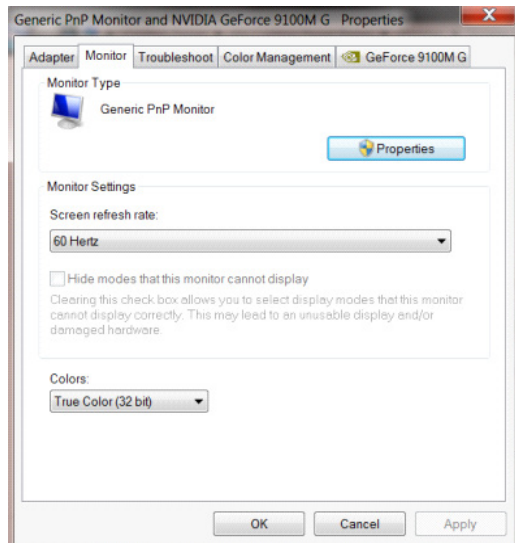 Generic PnP Monitor and NVIDIA GeForce 9100M G Properties
Adapter Monitor Troubleshoot Color Management GeForce 9100M G
Monitor Type
Generic PnP Monitor
Properties
Monitor Settings
Screen refresh rate:
60 Hertz
Hide modes that this monitor cannot display
Clearing this check box allows you to select display modes that this monitor
cannot display correctly. This may lead to an unusable display and/or
damaged hardware.
Colors:
True Color (32 bit)
OK Cancel Apply